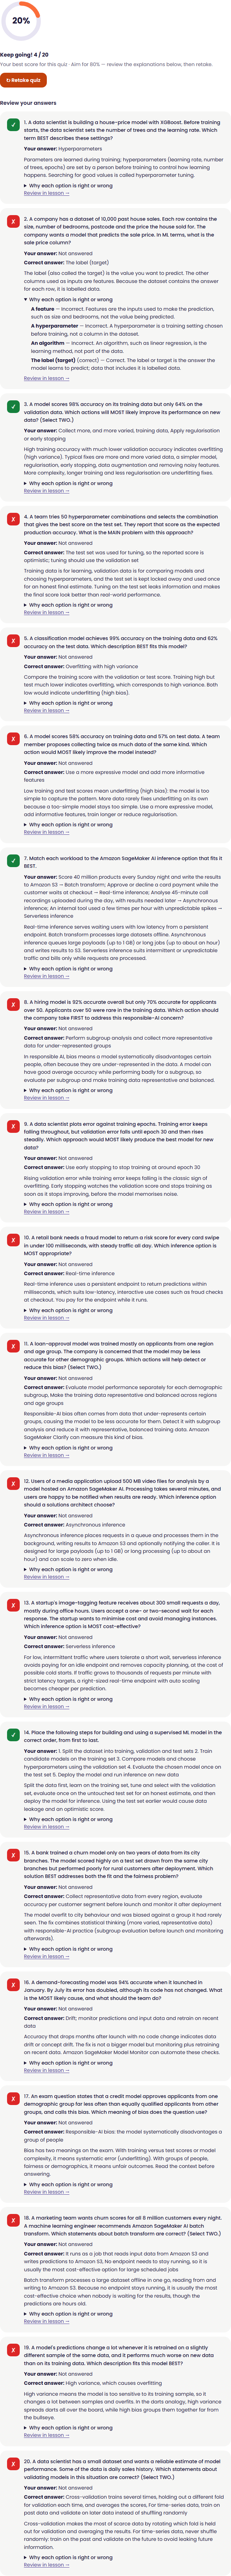 20%
Keep going! 4 / 20
Your best score for this quiz · Aim for 80% — review the explanations below, then retake.
↻ Retake quiz
Review your answers
✓
1. A data scientist is building a house-price model with XGBoost. Before training
starts, the data scientist sets the number of trees and the learning rate. Which
term BEST describes these settings?
Your answer: Hyperparameters
Parameters are learned during training; hyperparameters (learning rate, number
of trees, epochs) are set by a person before training to control how learning
happens. Searching for good values is called hyperparameter tuning.
▶ Why each option is right or wrong
Review in lesson →
✗
2. A company has a dataset of 10,000 past house sales. Each row contains the
size, number of bedrooms, postcode and the price the house sold for. The
company wants a model that predicts the sale price. In ML terms, what is the
sale price column?
Your answer: Not answered
Correct answer: The label (target)
The label (also called the target) is the value you want to predict. The other
columns used as inputs are features. Because the dataset contains the answer
for each row, it is labelled data.
▼ Why each option is right or wrong
A feature — Incorrect. Features are the inputs used to make the prediction,
such as size and bedrooms, not the value being predicted.
A hyperparameter — Incorrect. A hyperparameter is a training setting chosen
before training, not a column in the dataset.
An algorithm — Incorrect. An algorithm, such as linear regression, is the
learning method, not part of the data.
The label (target) (correct) — Correct. The label or target is the answer the
model learns to predict; data that includes it is labelled data.
Review in lesson →
✓
3. A model scores 98% accuracy on its training data but only 64% on the
validation data. Which actions will MOST likely improve its performance on new
data? (Select TWO.)
Your answer: Collect more, and more varied, training data, Apply regularisation
or early stopping
High training accuracy with much lower validation accuracy indicates overfitting
(high variance). Typical fixes are more and more varied data, a simpler model,
regularisation, early stopping, data augmentation and removing noisy features.
More complexity, longer training and less regularisation are underfitting fixes.
▶ Why each option is right or wrong
Review in lesson →
✗
4. A team tries 50 hyperparameter combinations and selects the combination
that gives the best score on the test set. They report that score as the expected
production accuracy. What is the MAIN problem with this approach?
Your answer: Not answered
Correct answer: The test set was used for tuning, so the reported score is
optimistic; tuning should use the validation set
Training data is for learning, validation data is for comparing models and
choosing hyperparameters, and the test set is kept locked away and used once
for an honest final estimate. Tuning on the test set leaks information and makes
the final score look better than real-world performance.
▶ Why each option is right or wrong
Review in lesson →
✗
5. A classification model achieves 99% accuracy on the training data and 62%
accuracy on the test data. Which description BEST fits this model?
Your answer: Not answered
Correct answer: Overfitting with high variance
Compare the training score with the validation or test score. Training high but
test much lower indicates overfitting, which corresponds to high variance. Both
low would indicate underfitting (high bias).
▶ Why each option is right or wrong
Review in lesson →
✗
6. A model scores 58% accuracy on training data and 57% on test data. A team
member proposes collecting twice as much data of the same kind. Which
action would MOST likely improve the model instead?
Your answer: Not answered
Correct answer: Use a more expressive model and add more informative
features
Low training and test scores mean underfitting (high bias): the model is too
simple to capture the pattern. More data rarely fixes underfitting on its own
because a too-simple model stays too simple. Use a more expressive model,
add informative features, train longer or reduce regularisation.
▶ Why each option is right or wrong
Review in lesson →
✓
7. Match each workload to the Amazon SageMaker AI inference option that fits it
BEST.
Your answer: Score 40 million products every Sunday night and write the results
to Amazon S3 → Batch transform; Approve or decline a card payment while the
customer waits at checkout → Real-time inference; Analyse 45-minute call
recordings uploaded during the day, with results needed later → Asynchronous
inference; An internal tool used a few times per hour with unpredictable spikes →
Serverless inference
Real-time inference serves waiting users with low latency from a persistent
endpoint. Batch transform processes large datasets offline. Asynchronous
inference queues large payloads (up to 1 GB) or long jobs (up to about an hour)
and writes results to S3. Serverless inference suits intermittent or unpredictable
traffic and bills only while requests are processed.
▶ Why each option is right or wrong
Review in lesson →
✗
8. A hiring model is 92% accurate overall but only 70% accurate for applicants
over 50. Applicants over 50 were rare in the training data. Which action should
the company take FIRST to address this responsible-AI concern?
Your answer: Not answered
Correct answer: Perform subgroup analysis and collect more representative
data for under-represented groups
In responsible AI, bias means a model systematically disadvantages certain
people, often because they are under-represented in the data. A model can
have good average accuracy while performing badly for a subgroup, so
evaluate per subgroup and make training data representative and balanced.
▶ Why each option is right or wrong
Review in lesson →
✗
9. A data scientist plots error against training epochs. Training error keeps
falling throughout, but validation error falls until epoch 30 and then rises
steadily. Which approach would MOST likely produce the best model for new
data?
Your answer: Not answered
Correct answer: Use early stopping to stop training at around epoch 30
Rising validation error while training error keeps falling is the classic sign of
overfitting. Early stopping watches the validation score and stops training as
soon as it stops improving, before the model memorises noise.
▶ Why each option is right or wrong
Review in lesson →
✗
10. A retail bank needs a fraud model to return a risk score for every card swipe
in under 100 milliseconds, with steady traffic all day. Which inference option is
MOST appropriate?
Your answer: Not answered
Correct answer: Real-time inference
Real-time inference uses a persistent endpoint to return predictions within
milliseconds, which suits low-latency, interactive use cases such as fraud checks
at checkout. You pay for the endpoint while it runs.
▶ Why each option is right or wrong
Review in lesson →
✗
11. A loan-approval model was trained mostly on applicants from one region
and age group. The company is concerned that the model may be less
accurate for other demographic groups. Which actions will help detect or
reduce this bias? (Select TWO.)
Your answer: Not answered
Correct answer: Evaluate model performance separately for each demographic
subgroup, Make the training data representative and balanced across regions
and age groups
Responsible-AI bias often comes from data that under-represents certain
groups, causing the model to be less accurate for them. Detect it with subgroup
analysis and reduce it with representative, balanced training data. Amazon
SageMaker Clarify can measure this kind of bias.
▶ Why each option is right or wrong
Review in lesson →
✗
12. Users of a media application upload 500 MB video files for analysis by a
model hosted on Amazon SageMaker AI. Processing takes several minutes, and
users are happy to be notified when results are ready. Which inference option
should a solutions architect choose?
Your answer: Not answered
Correct answer: Asynchronous inference
Asynchronous inference places requests in a queue and processes them in the
background, writing results to Amazon S3 and optionally notifying the caller. It is
designed for large payloads (up to 1 GB) or long processing (up to about an
hour) and can scale to zero when idle.
▶ Why each option is right or wrong
Review in lesson →
✗
13. A startup's image-tagging feature receives about 300 small requests a day,
mostly during office hours. Users accept a one- or two-second wait for each
response. The startup wants to minimise cost and avoid managing instances.
Which inference option is MOST cost-effective?
Your answer: Not answered
Correct answer: Serverless inference
For low, intermittent traffic where users tolerate a short wait, serverless inference
avoids paying for an idle endpoint and removes capacity planning, at the cost of
possible cold starts. If traffic grows to thousands of requests per minute with
strict latency targets, a right-sized real-time endpoint with auto scaling
becomes cheaper per prediction.
▶ Why each option is right or wrong
Review in lesson →
✓
14. Place the following steps for building and using a supervised ML model in the
correct order, from first to last.
Your answer: 1. Split the dataset into training, validation and test sets 2. Train
candidate models on the training set 3. Compare models and choose
hyperparameters using the validation set 4. Evaluate the chosen model once on
the test set 5. Deploy the model and run inference on new data
Split the data first, learn on the training set, tune and select with the validation
set, evaluate once on the untouched test set for an honest estimate, and then
deploy the model for inference. Using the test set earlier would cause data
leakage and an optimistic score.
▶ Why each option is right or wrong
Review in lesson →
✗
15. A bank trained a churn model only on two years of data from its city
branches. The model scored highly on a test set drawn from the same city
branches but performed poorly for rural customers after deployment. Which
solution BEST addresses both the fit and the fairness problem?
Your answer: Not answered
Correct answer: Collect representative data from every region, evaluate
accuracy per customer segment before launch and monitor it after deployment
The model overfit to city behaviour and was biased against a group it had rarely
seen. The fix combines statistical thinking (more varied, representative data)
with responsible-AI practice (subgroup evaluation before launch and monitoring
afterwards).
▶ Why each option is right or wrong
Review in lesson →
✗
16. A demand-forecasting model was 94% accurate when it launched in
January. By July its error has doubled, although its code has not changed. What
is the MOST likely cause, and what should the team do?
Your answer: Not answered
Correct answer: Drift; monitor predictions and input data and retrain on recent
data
Accuracy that drops months after launch with no code change indicates data
drift or concept drift. The fix is not a bigger model but monitoring plus retraining
on recent data. Amazon SageMaker Model Monitor can automate these checks.
▶ Why each option is right or wrong
Review in lesson →
✗
17. An exam question states that a credit model approves applicants from one
demographic group far less often than equally qualified applicants from other
groups, and calls this bias. Which meaning of bias does the question use?
Your answer: Not answered
Correct answer: Responsible-AI bias: the model systematically disadvantages a
group of people
Bias has two meanings on the exam. With training versus test scores or model
complexity, it means systematic error (underfitting). With groups of people,
fairness or demographics, it means unfair outcomes. Read the context before
answering.
▶ Why each option is right or wrong
Review in lesson →
✗
18. A marketing team wants churn scores for all 8 million customers every night.
A machine learning engineer recommends Amazon SageMaker AI batch
transform. Which statements about batch transform are correct? (Select TWO.)
Your answer: Not answered
Correct answer: It runs as a job that reads input data from Amazon S3 and
writes predictions to Amazon S3, No endpoint needs to stay running, so it is
usually the most cost-effective option for large scheduled jobs
Batch transform processes a large dataset offline in one go, reading from and
writing to Amazon S3. Because no endpoint stays running, it is usually the most
cost-effective choice when nobody is waiting for the results, though the
predictions are hours old.
▶ Why each option is right or wrong
Review in lesson →
✗
19. A model's predictions change a lot whenever it is retrained on a slightly
different sample of the same data, and it performs much worse on new data
than on its training data. Which description fits this model BEST?
Your answer: Not answered
Correct answer: High variance, which causes overfitting
High variance means the model is too sensitive to its training sample, so it
changes a lot between samples and overfits. In the darts analogy, high variance
spreads darts all over the board, while high bias groups them together far from
the bullseye.
▶ Why each option is right or wrong
Review in lesson →
✗
20. A data scientist has a small dataset and wants a reliable estimate of model
performance. Some of the data is daily sales history. Which statements about
validating models in this situation are correct? (Select TWO.)
Your answer: Not answered
Correct answer: Cross-validation trains several times, holding out a different fold
for validation each time, and averages the scores, For time-series data, train on
past data and validate on later data instead of shuffling randomly
Cross-validation makes the most of scarce data by rotating which fold is held
out for validation and averaging the results. For time-series data, never shuffle
randomly: train on the past and validate on the future to avoid leaking future
information.
▶ Why each option is right or wrong
Review in lesson →